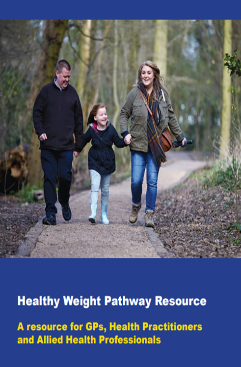 Healthy Weight Pathway Resource
A resource for GPs, Health Practitioners
and Allied Health Professionals